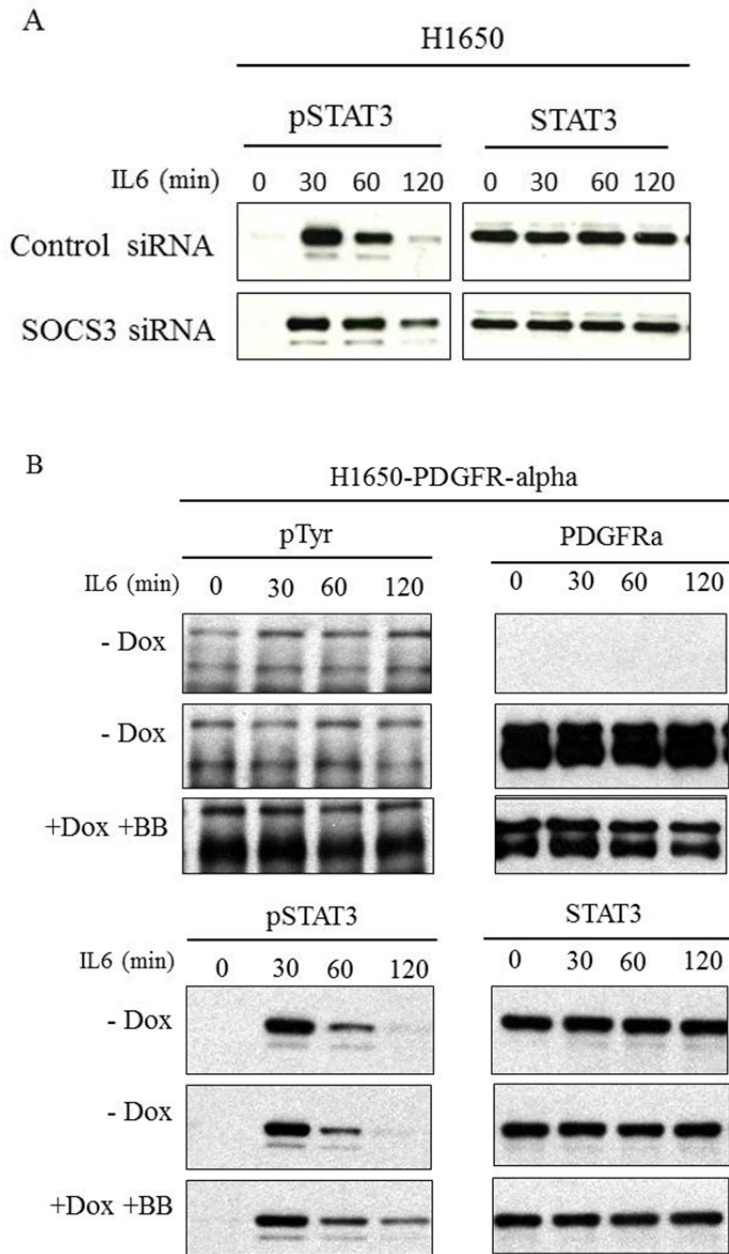 A
H1650
pSTAT3 STAT3
IL6 (min) 0 30 60 120 0 30 60 120
Control siRNA
SOCS3 siRNA
B
H1650-PDGFR-alpha
pTyr PDGFRa
IL6 (min) 0 30 60 120 0 30 60 120
- Dox
- Dox
+Dox +BB
pSTAT3 STAT3
IL6 (min) 0 30 60 120 0 30 60 120
- Dox
- Dox
+Dox +BB